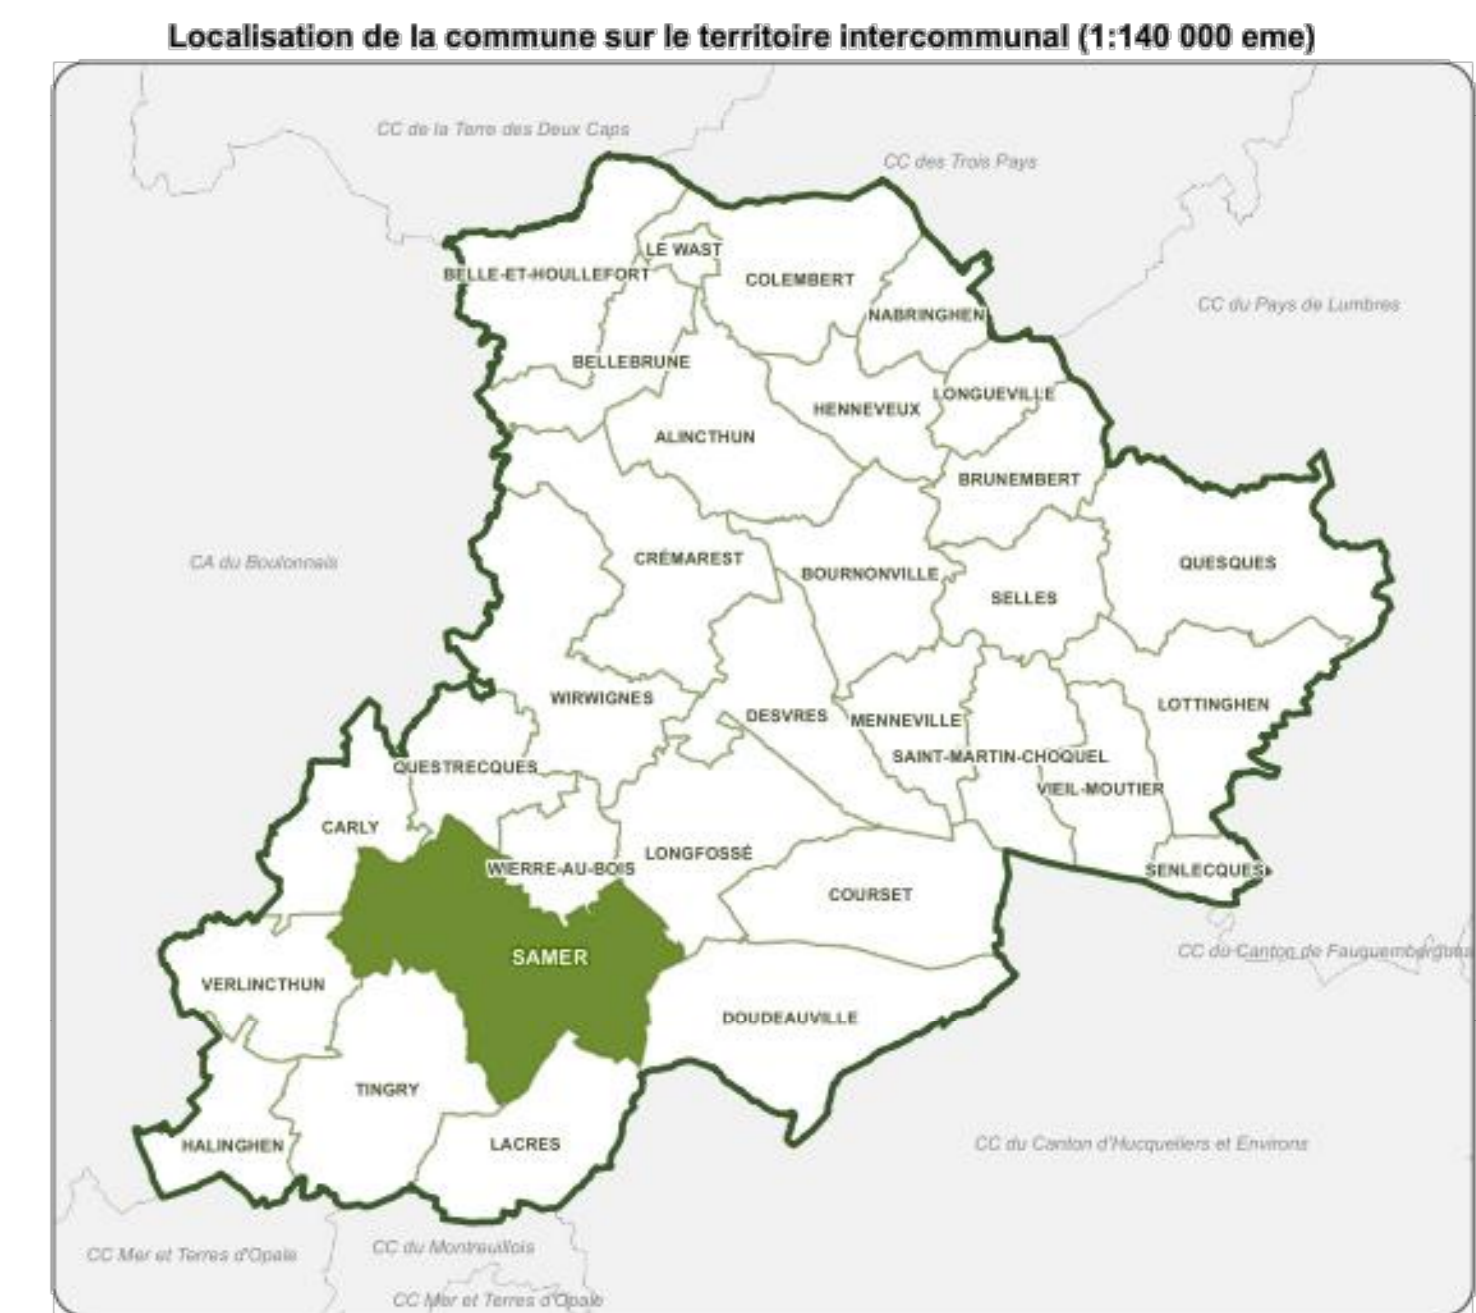 Localisation de la commune sur le territoire intercommunal (1:140 000 eme)
CC de la Terre des Deux Caps
CC des Trois Pays
LE WAST
BELLE-ET-HOULLEFORT
COLEMBERT
CC du Pays de Lumbres
NABRINGHEN
BELLEBRUNE
LONGUEVILLE
HENNEVEUX
ALINCTHUN
BRUNEMBERT
CRÉMAREST
CA du Boulonnais
QUESQUES
BOURNONVILLE
SELLES
WIRWIGNES
LOTTINGHEN
DESVRES
MENNEVILLE
SAINT-MARTIN-CHOQUEL
QUESTRECQUES
VIEIL-MOUTIER
CARLY
LONGFOSSÉ
WIERRE-AU-BOIS
SENLECQUES
COURSET
CC du Canton de Fauquembergues
SAMER
VERLINCTHUN
DOUDEAUVILLE
TINGRY
HALINGHEN
LACRES
CC du Canton d'Hucqueliers et Environs
CC Mer et Terres d'Opale
CC du Montreuillois
CC Mer et Terres d'Opale